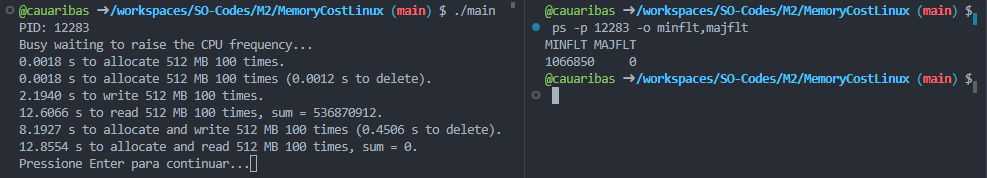 @cauaribas ➜/workspaces/SO-Codes/M2/MemoryCostLinux (main) $ ./main
PID: 12283
Busy waiting to raise the CPU frequency...
0.0018 s to allocate 512 MB 100 times.
0.0018 s to allocate 512 MB 100 times (0.0012 s to delete).
2.1940 s to write 512 MB 100 times.
12.6066 s to read 512 MB 100 times, sum = 536870912.
8.1927 s to allocate and write 512 MB 100 times (0.4506 s to delete).
12.8554 s to allocate and read 512 MB 100 times, sum = 0.
Pressione Enter para continuar...
@cauaribas ➜/workspaces/SO-Codes/M2/MemoryCostLinux (main) $
ps -p 12283 -o minflt,majflt
MINFLT MAJFLT
1066850 0
@cauaribas ➜/workspaces/SO-Codes/M2/MemoryCostLinux (main) $